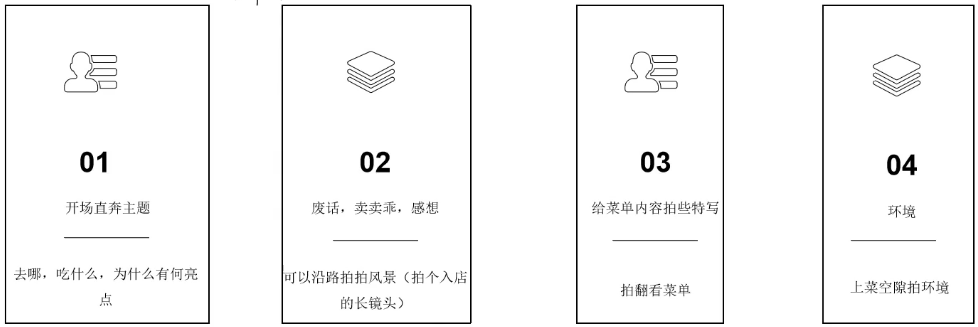 01
开场直奔主题
去哪，吃什么，为什么有何亮
点
02
废话，卖卖乖，感想
可以沿路拍拍风景（拍个入店
的长镜头）
03
给菜单内容拍些特写
拍翻看菜单
04
环境
上菜空隙拍环境